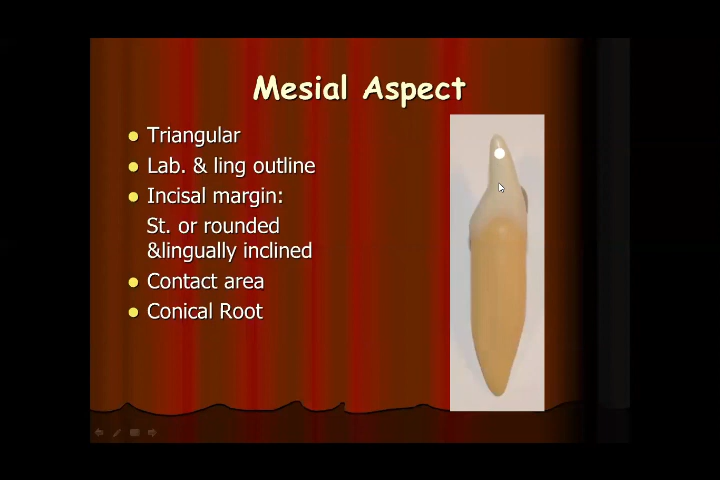 Mesial Aspect
Triangular
Lab. & ling outline
Incisal margin:
St. or rounded
&lingually inclined
Contact area
Conical Root